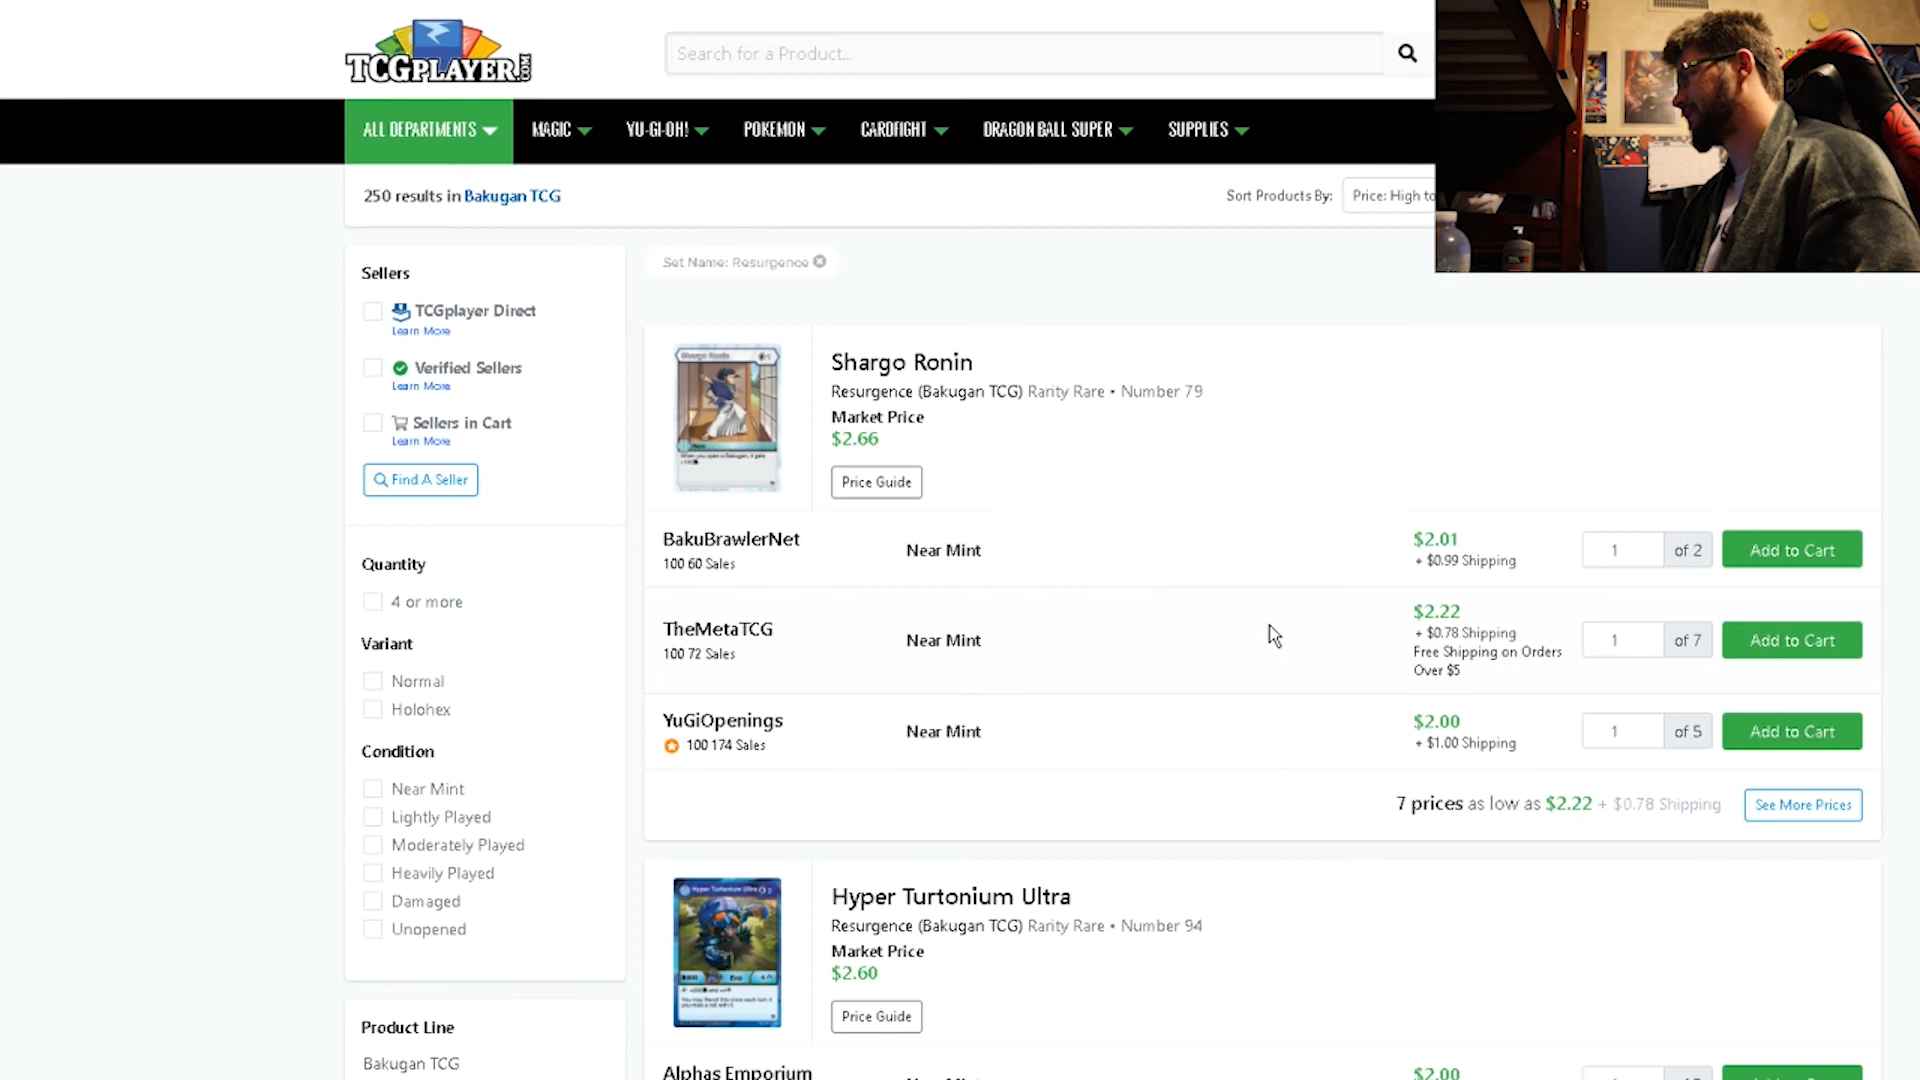 TCGPLAYER.COM
Search for a Product...
ALL DEPARTMENTS
MAGIC
YU-GI-OH!
POKEMON
CARDFIGHT
DRAGON BALL SUPER
SUPPLIES
250 results in Bakugan TCG
Sort Products By:
Price: High to
Set Name: Resurgence
Sellers
TCGplayer Direct
Learn More
Verified Sellers
Learn More
Sellers in Cart
Learn More
Find A Seller
Quantity
4 or more
Variant
Normal
Holohex
Condition
Near Mint
Lightly Played
Moderately Played
Heavily Played
Damaged
Unopened
Product Line
Bakugan TCG
Shargo Ronin
Shargo Ronin
Resurgence (Bakugan TCG) Rarity Rare • Number 79
Market Price
$2.66
Price Guide
BakuBrawlerNet
100 60 Sales
Near Mint
$2.01
+ $0.99 Shipping
1 of 2
Add to Cart
TheMetaTCG
100 72 Sales
Near Mint
$2.22
+ $0.78 Shipping
Free Shipping on Orders
Over $5
1 of 7
Add to Cart
YuGiOpenings
100 174 Sales
Near Mint
$2.00
+ $1.00 Shipping
1 of 5
Add to Cart
7 prices as low as $2.22 + $0.78 Shipping
See More Prices
Hyper Turtonium Ultra
Hyper Turtonium Ultra
Resurgence (Bakugan TCG) Rarity Rare • Number 94
Market Price
$2.60
Price Guide
Alphas Emporium
$2.00